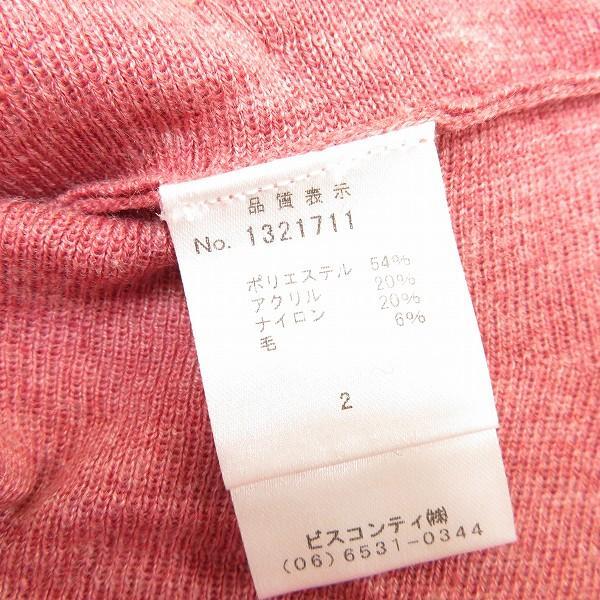 品質表示
No. 1321711
ポリエステル 54%
アクリル 20%
ナイロン 20%
毛 6%
2
ビスコンティ㈱
(06)6531-0344